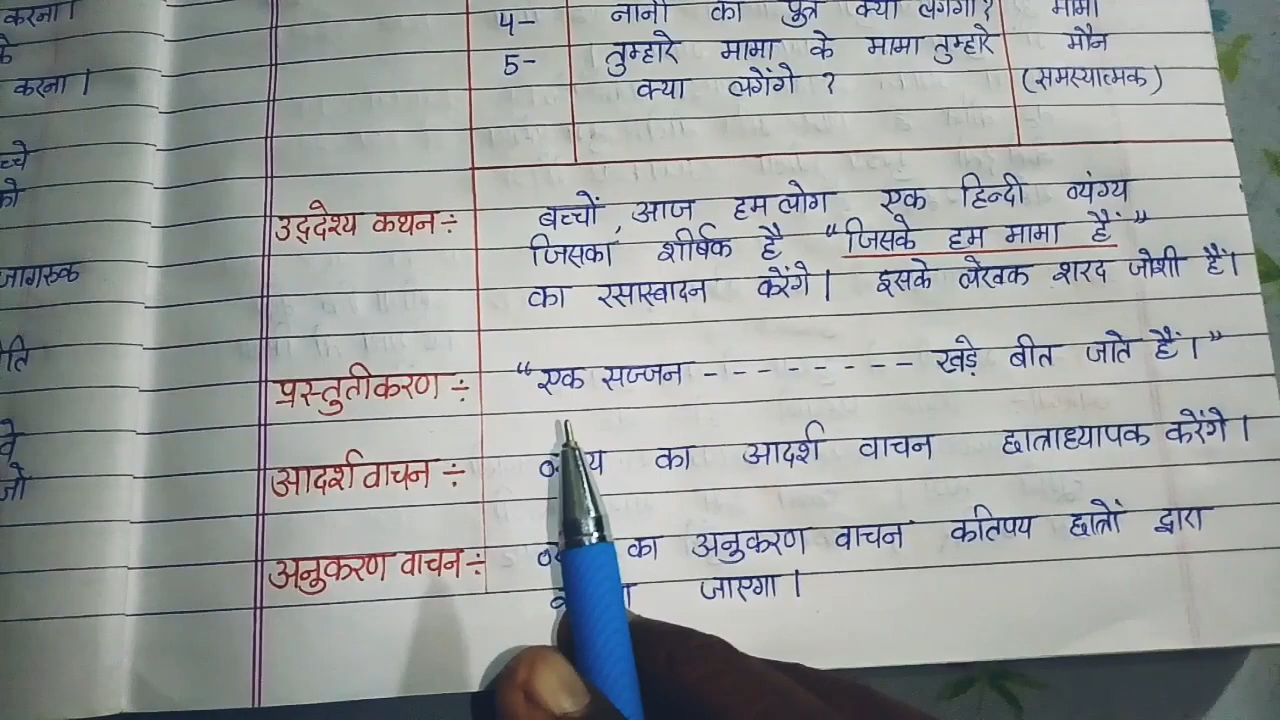 करना।
के
करना।
च्चे
को
जागरूक
ति
वे
जो
4- नानी का पुत्र क्या लगेगा? मामा
5- तुम्हारे मामा के मामा तुम्हारे मौन
क्या लगेंगे ? (समस्यात्मक)
उद्देश्य कथन÷ बच्चों, आज हम लोग एक हिन्दी व्यंग्य
जिसका शीर्षक है "जिसके हम मामा हैं"
का रसास्वादन करेंगे। इसके लेखक शरद जोशी हैं।
प्रस्तुतीकरण÷ "एक सज्जन --------- खड़े बीत जाते हैं।"
आदर्श वाचन÷ का आदर्श वाचन छात्राध्यापक करेंगे।
अनुकरण वाचन÷ का अनुकरण वाचन कतिपय छात्रों द्वारा
जाएगा।